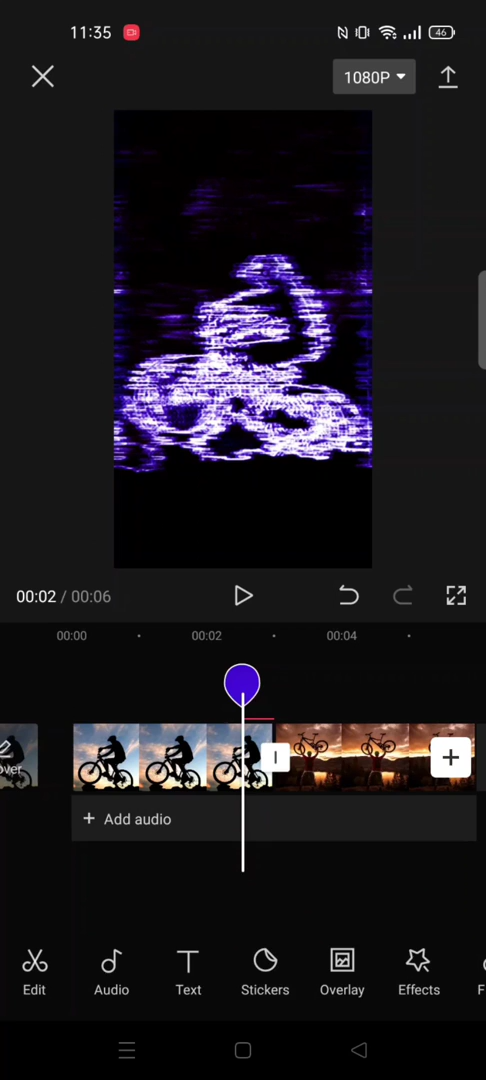 11:35
46
1080P
00:02 / 00:06
00:00
00:02
00:04
over
+ Add audio
Edit
Audio
Text
Stickers
Overlay
Effects
F